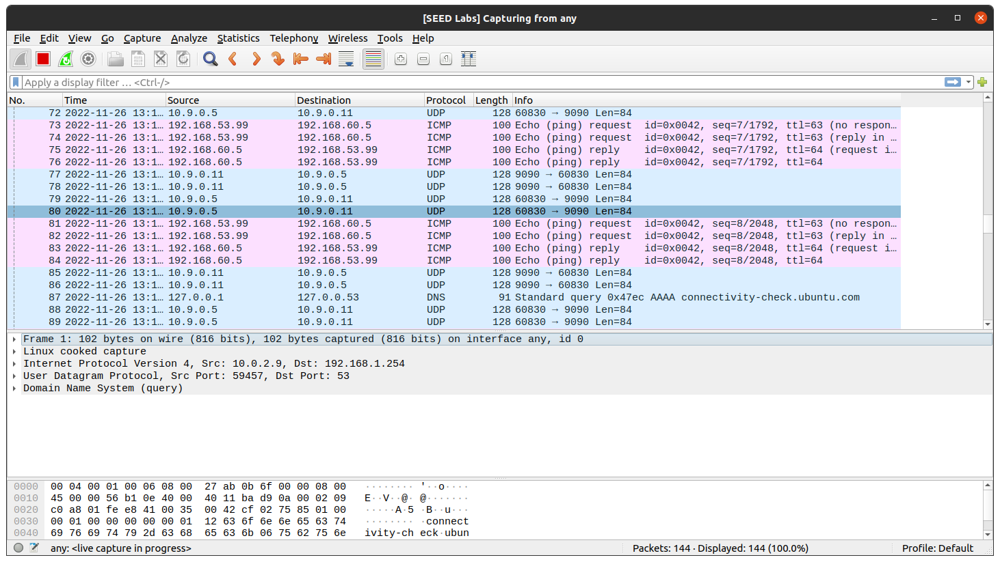 [SEED Labs] Capturing from any
File Edit View Go Capture Analyze Statistics Telephony Wireless Tools Help
Apply a display filter … <Ctrl-/>
No. Time Source Destination Protocol Length Info
72 2022-11-26 13:1… 10.9.0.5 10.9.0.11 UDP 128 60830 → 9090 Len=84
73 2022-11-26 13:1… 192.168.53.99 192.168.60.5 ICMP 100 Echo (ping) request id=0x0042, seq=7/1792, ttl=63 (no respon…
74 2022-11-26 13:1… 192.168.53.99 192.168.60.5 ICMP 100 Echo (ping) request id=0x0042, seq=7/1792, ttl=63 (reply in …
75 2022-11-26 13:1… 192.168.60.5 192.168.53.99 ICMP 100 Echo (ping) reply id=0x0042, seq=7/1792, ttl=64 (request i…
76 2022-11-26 13:1… 192.168.60.5 192.168.53.99 ICMP 100 Echo (ping) reply id=0x0042, seq=7/1792, ttl=64
77 2022-11-26 13:1… 10.9.0.11 10.9.0.5 UDP 128 9090 → 60830 Len=84
78 2022-11-26 13:1… 10.9.0.11 10.9.0.5 UDP 128 9090 → 60830 Len=84
79 2022-11-26 13:1… 10.9.0.5 10.9.0.11 UDP 128 60830 → 9090 Len=84
80 2022-11-26 13:1… 10.9.0.5 10.9.0.11 UDP 128 60830 → 9090 Len=84
81 2022-11-26 13:1… 192.168.53.99 192.168.60.5 ICMP 100 Echo (ping) request id=0x0042, seq=8/2048, ttl=63 (no respon…
82 2022-11-26 13:1… 192.168.53.99 192.168.60.5 ICMP 100 Echo (ping) request id=0x0042, seq=8/2048, ttl=63 (reply in …
83 2022-11-26 13:1… 192.168.60.5 192.168.53.99 ICMP 100 Echo (ping) reply id=0x0042, seq=8/2048, ttl=64 (request i…
84 2022-11-26 13:1… 192.168.60.5 192.168.53.99 ICMP 100 Echo (ping) reply id=0x0042, seq=8/2048, ttl=64
85 2022-11-26 13:1… 10.9.0.11 10.9.0.5 UDP 128 9090 → 60830 Len=84
86 2022-11-26 13:1… 10.9.0.11 10.9.0.5 UDP 128 9090 → 60830 Len=84
87 2022-11-26 13:1… 127.0.0.1 127.0.0.53 DNS 91 Standard query 0x47ec AAAA connectivity-check.ubuntu.com
88 2022-11-26 13:1… 10.9.0.5 10.9.0.11 UDP 128 60830 → 9090 Len=84
89 2022-11-26 13:1… 10.9.0.5 10.9.0.11 UDP 128 60830 → 9090 Len=84
Frame 1: 102 bytes on wire (816 bits), 102 bytes captured (816 bits) on interface any, id 0
Linux cooked capture
Internet Protocol Version 4, Src: 10.0.2.9, Dst: 192.168.1.254
User Datagram Protocol, Src Port: 59457, Dst Port: 53
Domain Name System (query)
0000 00 04 00 01 00 06 08 00 27 ab 0b 6f 00 00 08 00 ········ '··o····
0010 45 00 00 56 b1 0e 40 00 40 11 ba d9 0a 00 02 09 E··V··@· @·······
0020 c0 a8 01 fe e8 41 00 35 00 42 cf 02 75 85 01 00 ·····A·5 ·B··u···
0030 00 01 00 00 00 00 00 01 12 63 6f 6e 6e 65 63 74 ········ ·connect
0040 69 76 69 74 79 2d 63 68 65 63 6b 06 75 62 75 6e ivity-ch eck·ubun
any: <live capture in progress> Packets: 144 · Displayed: 144 (100.0%) Profile: Default